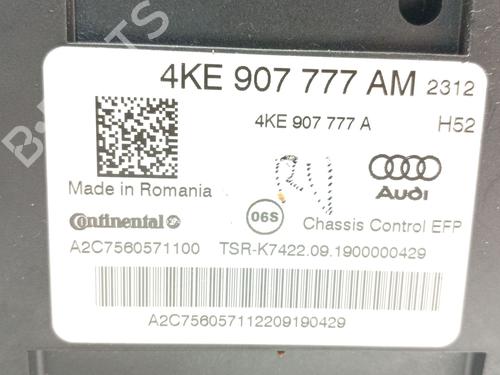 4KE 907 777 AM 2312
4KE 907 777 A H52
RV
Made in Romania
Audi
Continental
06S
Chassis Control EFP
A2C7560571100 TSR-K7422.09.1900000429
A2C756057112209190429